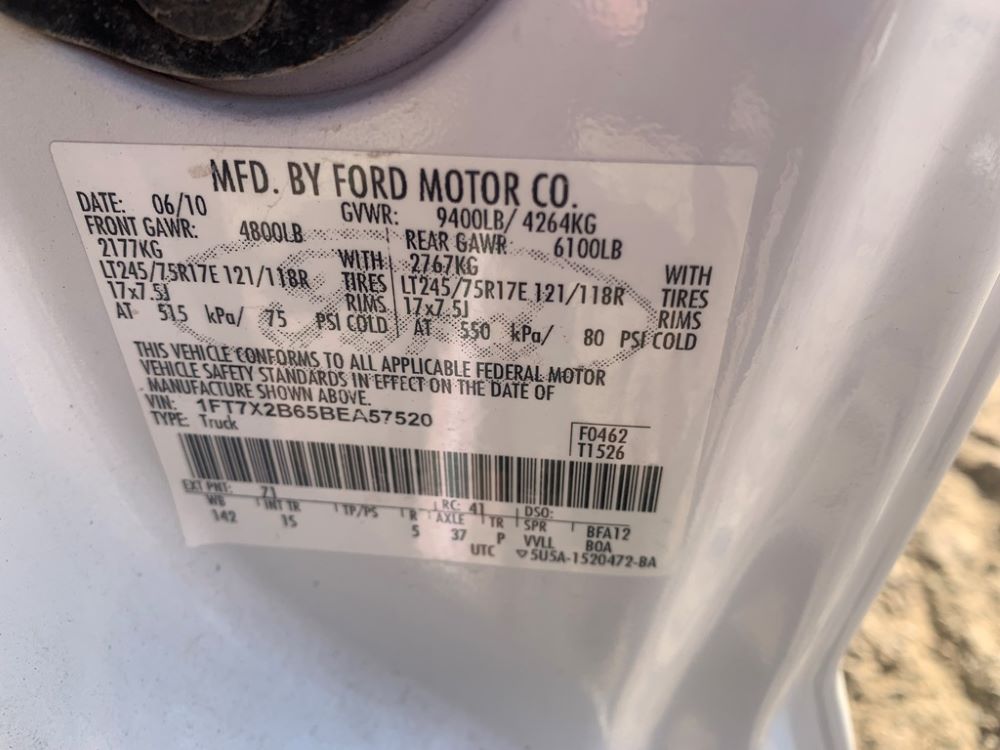 MFD. BY FORD MOTOR CO.
DATE: 06/10 GVWR: 9400LB/ 4264KG
FRONT GAWR: 4800LB REAR GAWR: 6100LB
2177KG WITH 2767KG WITH
LT245/75R17E 121/118R TIRES LT245/75R17E 121/118R TIRES
17x7.5J RIMS 17x7.5J RIMS
AT 515 kPa/ 75 PSI COLD AT 550 kPa/ 80 PSI COLD
THIS VEHICLE CONFORMS TO ALL APPLICABLE FEDERAL MOTOR
VEHICLE SAFETY STANDARDS IN EFFECT ON THE DATE OF
MANUFACTURE SHOWN ABOVE.
VIN: 1FT7X2B65BEA57520
TYPE: Truck
F0462
T1526
EXT PNT: 71 RC: 41 DSO:
WB INT TR TP/PS R AXLE TR SPR BFA12
142 15 5 37 P VVLL BOA
UTC ▽5U5A-1520472-BA